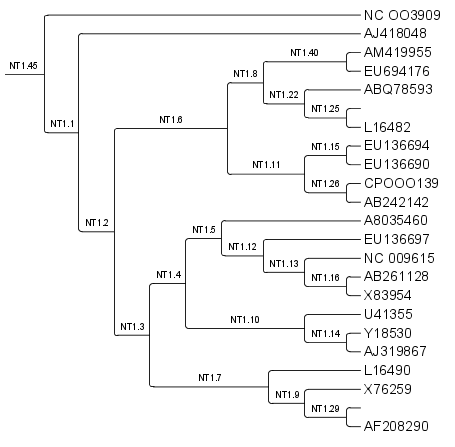 NC OO3909
AJ418048
NT1.40 AM419955
NT1.45 EU694176
NT1.8
ABQ78593
NT1.22
NT1.25
NT1.1 NT1.6 L16482
NT1.15 EU136694
EU136690
NT1.11
NT1.26 CPOOO139
AB242142
NT1.2 NT1.5 A8035460
EU136697
NT1.12
NC 009615
NT1.4 NT1.13
NT1.16 AB261128
X83954
NT1.10 U41355
NT1.3 NT1.14 Y18530
AJ319867
L16490
NT1.7
X76259
NT1.9
NT1.29
AF208290